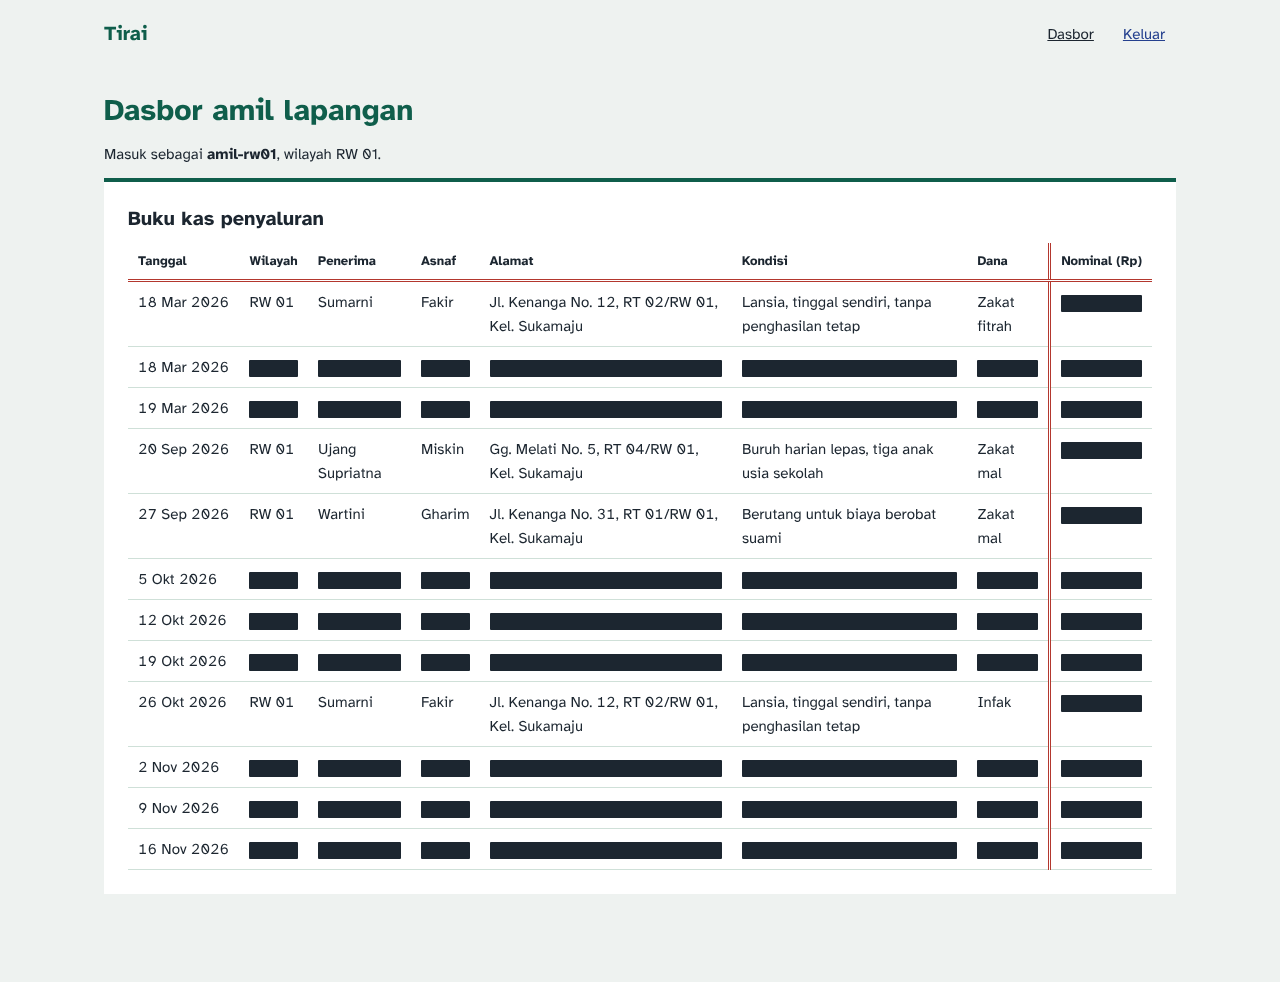 Tirai
Dasbor Keluar
Dasbor amil lapangan
Masuk sebagai amil-rw01, wilayah RW 01.
Buku kas penyaluran
Tanggal Wilayah Penerima Asnaf Alamat Kondisi Dana Nominal (Rp)
18 Mar 2026 RW 01 Sumarni Fakir Jl. Kenanga No. 12, RT 02/RW 01, Lansia, tinggal sendiri, tanpa Zakat
Kel. Sukamaju penghasilan tetap fitrah
18 Mar 2026
19 Mar 2026
20 Sep 2026 RW 01 Ujang Miskin Gg. Melati No. 5, RT 04/RW 01, Buruh harian lepas, tiga anak Zakat
Supriatna Kel. Sukamaju usia sekolah mal
27 Sep 2026 RW 01 Wartini Gharim Jl. Kenanga No. 31, RT 01/RW 01, Berutang untuk biaya berobat Zakat
Kel. Sukamaju suami mal
5 Okt 2026
12 Okt 2026
19 Okt 2026
26 Okt 2026 RW 01 Sumarni Fakir Jl. Kenanga No. 12, RT 02/RW 01, Lansia, tinggal sendiri, tanpa Infak
Kel. Sukamaju penghasilan tetap
2 Nov 2026
9 Nov 2026
16 Nov 2026